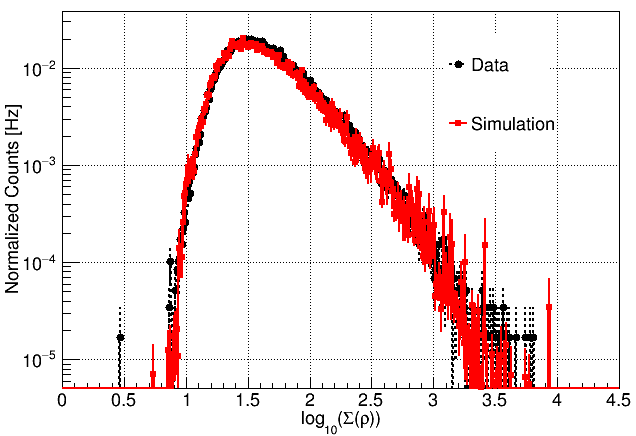 Normalized Counts [Hz]
10⁻²
10⁻³
10⁻⁴
10⁻⁵
Data
Simulation
0 0.5 1 1.5 2 2.5 3 3.5 4 4.5
log₁₀(Σ(ρ))